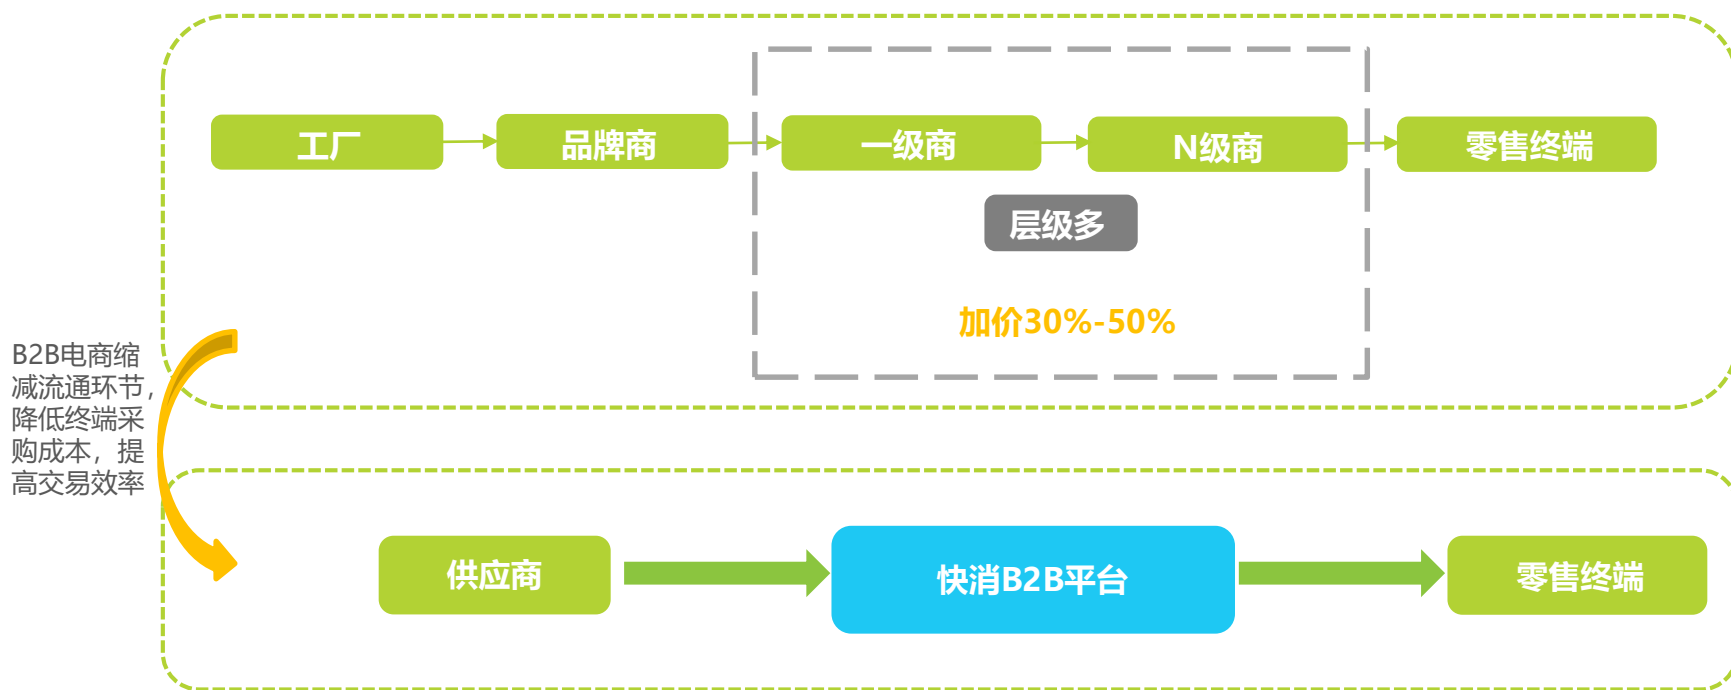 工厂
品牌商
一级商
N级商
零售终端
层级多
加价30%-50%
B2B电商缩
减流通环节，
降低终端采
购成本，提
高交易效率
供应商
快消B2B平台
零售终端